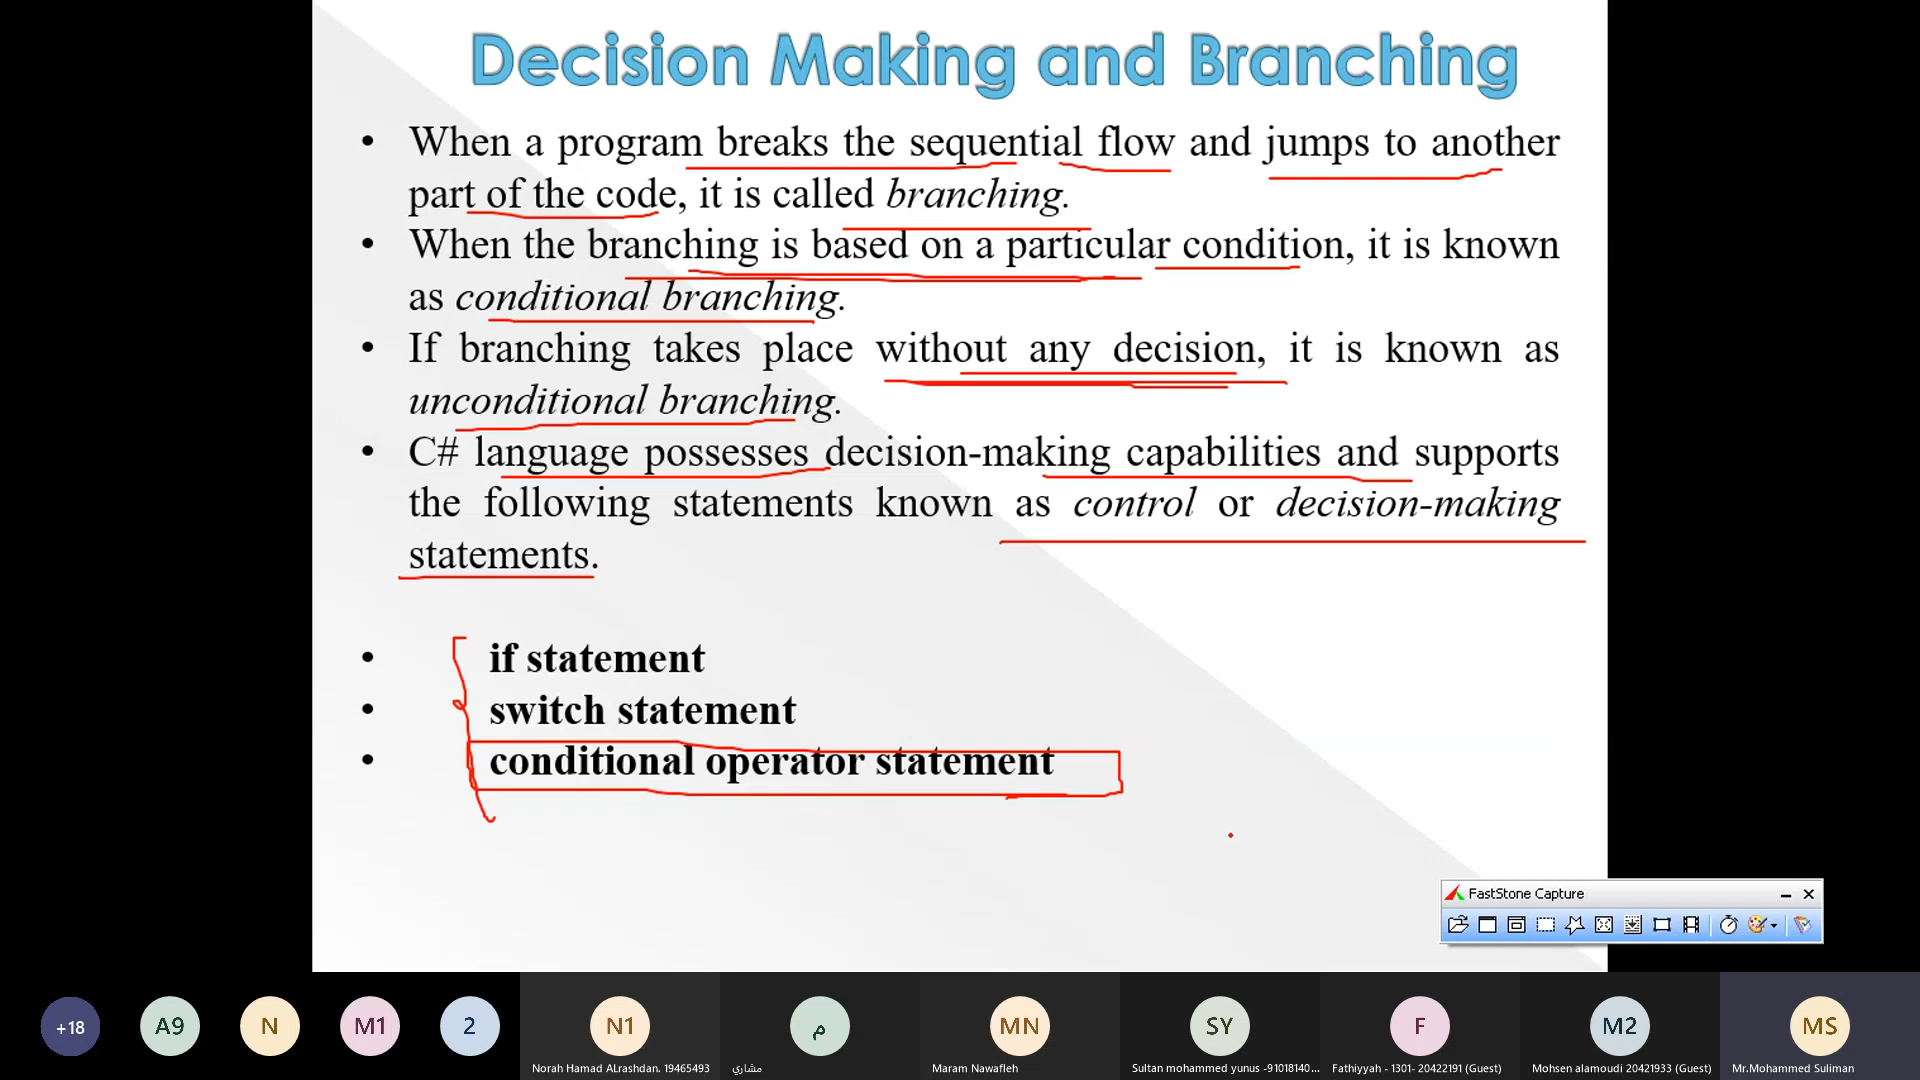 Decision Making and Branching
• When a program breaks the sequential flow and jumps to another
part of the code, it is called branching.
• When the branching is based on a particular condition, it is known
as conditional branching.
• If branching takes place without any decision, it is known as
unconditional branching.
• C# language possesses decision-making capabilities and supports
the following statements known as control or decision-making
statements.
• if statement
• switch statement
• conditional operator statement
FastStone Capture
+18
A9
N
M1
2
N1
م
MN
SY
F
M2
MS
Norah Hamad ALrashdan. 19465493
مشاري
Maram Nawafleh
Sultan mohammed yunus -91018140...
Fathiyyah - 1301- 20422191 (Guest)
Mohsen alamoudi 20421933 (Guest)
Mr.Mohammed Suliman